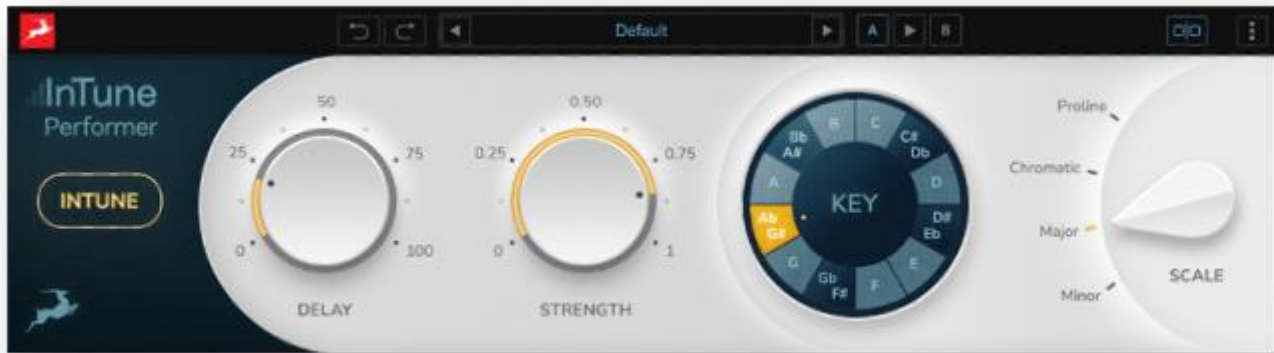 Default
A
B
InTune
Performer
INTUNE
0
25
50
75
100
DELAY
0
0.25
0.50
0.75
1
STRENGTH
KEY
C
C#
Db
D
D#
Eb
E
F
Gb
F#
G
Ab
G#
A
Bb
A#
B
Proline
Chromatic
Major
Minor
SCALE